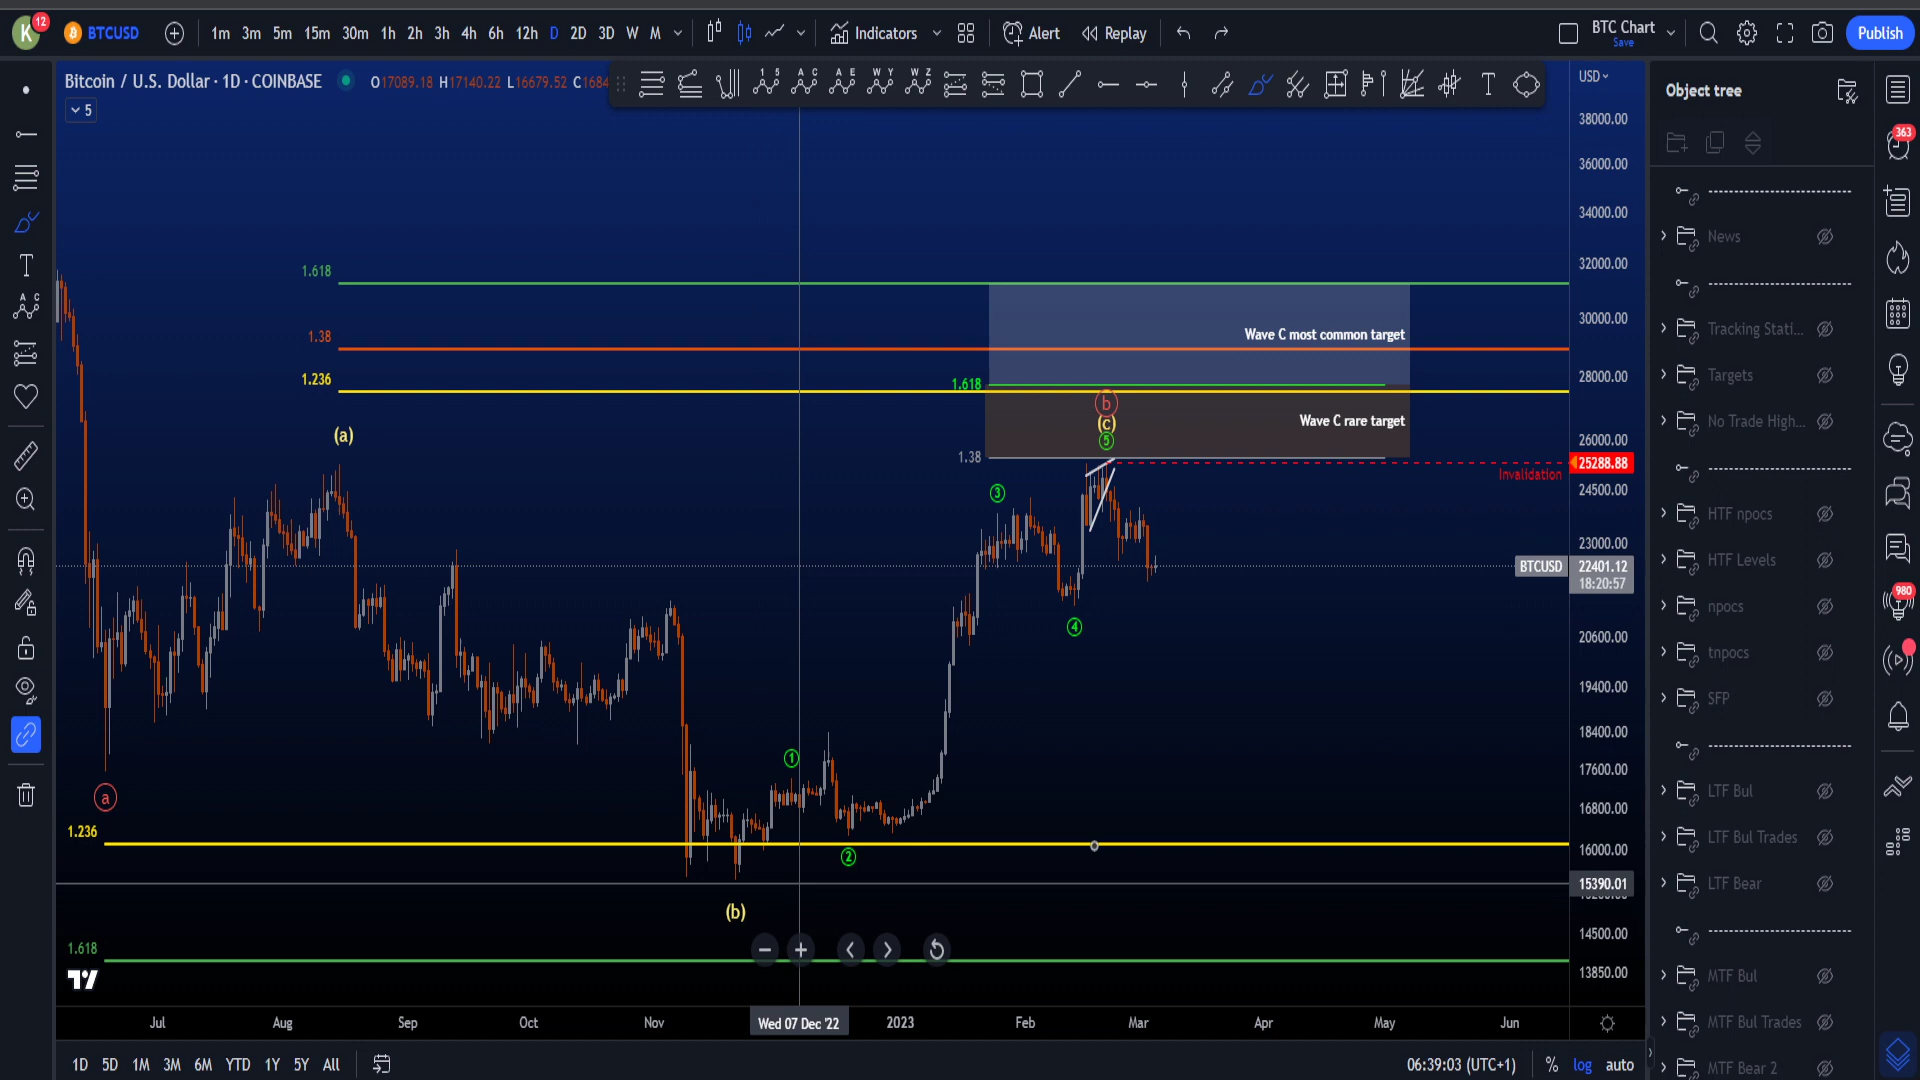 K
12
BTCUSD
1m 3m 5m 15m 30m 1h 2h 3h 4h 6h 12h D 2D 3D W M
Indicators
Alert
Replay
BTC Chart
Save
Publish
Bitcoin / U.S. Dollar · 1D · COINBASE
O17089.18 H17140.22 L16679.52 C1684
5
USD
Object tree
38000.00
36000.00
34000.00
32000.00
30000.00
28000.00
26000.00
25288.88
24500.00
23000.00
BTCUSD 22401.12
18:20:57
20600.00
19400.00
18400.00
17600.00
16800.00
16000.00
15390.01
14500.00
13850.00
1.618
1.38
1.236
Wave C most common target
1.618
Wave C rare target
1.38
Invalidation
(a)
b
(c)
5
3
4
1
2
a
1.236
(b)
1.618
Jul Aug Sep Oct Nov Wed 07 Dec '22 2023 Feb Mar Apr May Jun
1D 5D 1M 3M 6M YTD 1Y 5Y All
06:39:03 (UTC+1) % log auto
News
Tracking Stati...
Targets
No Trade High...
HTF npocs
HTF Levels
npocs
tnpocs
SFP
LTF Bul
LTF Bul Trades
LTF Bear
MTF Bul
MTF Bul Trades
MTF Bear 2
363
980